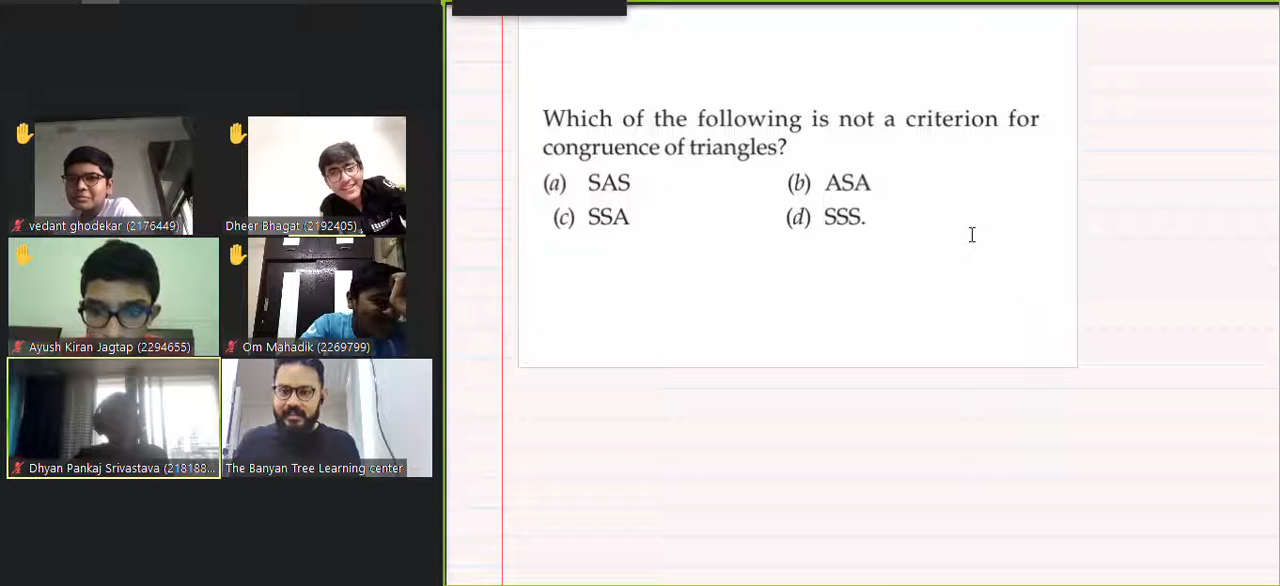 vedant ghodekar (2176449)
Dheer Bhagat (2192405)
Ayush Kiran Jagtap (2294655)
Om Mahadik (2269799)
Dhyan Pankaj Srivastava (218188...
The Banyan Tree Learning center
Which of the following is not a criterion for
congruence of triangles?
(a) SAS (b) ASA
(c) SSA (d) SSS.